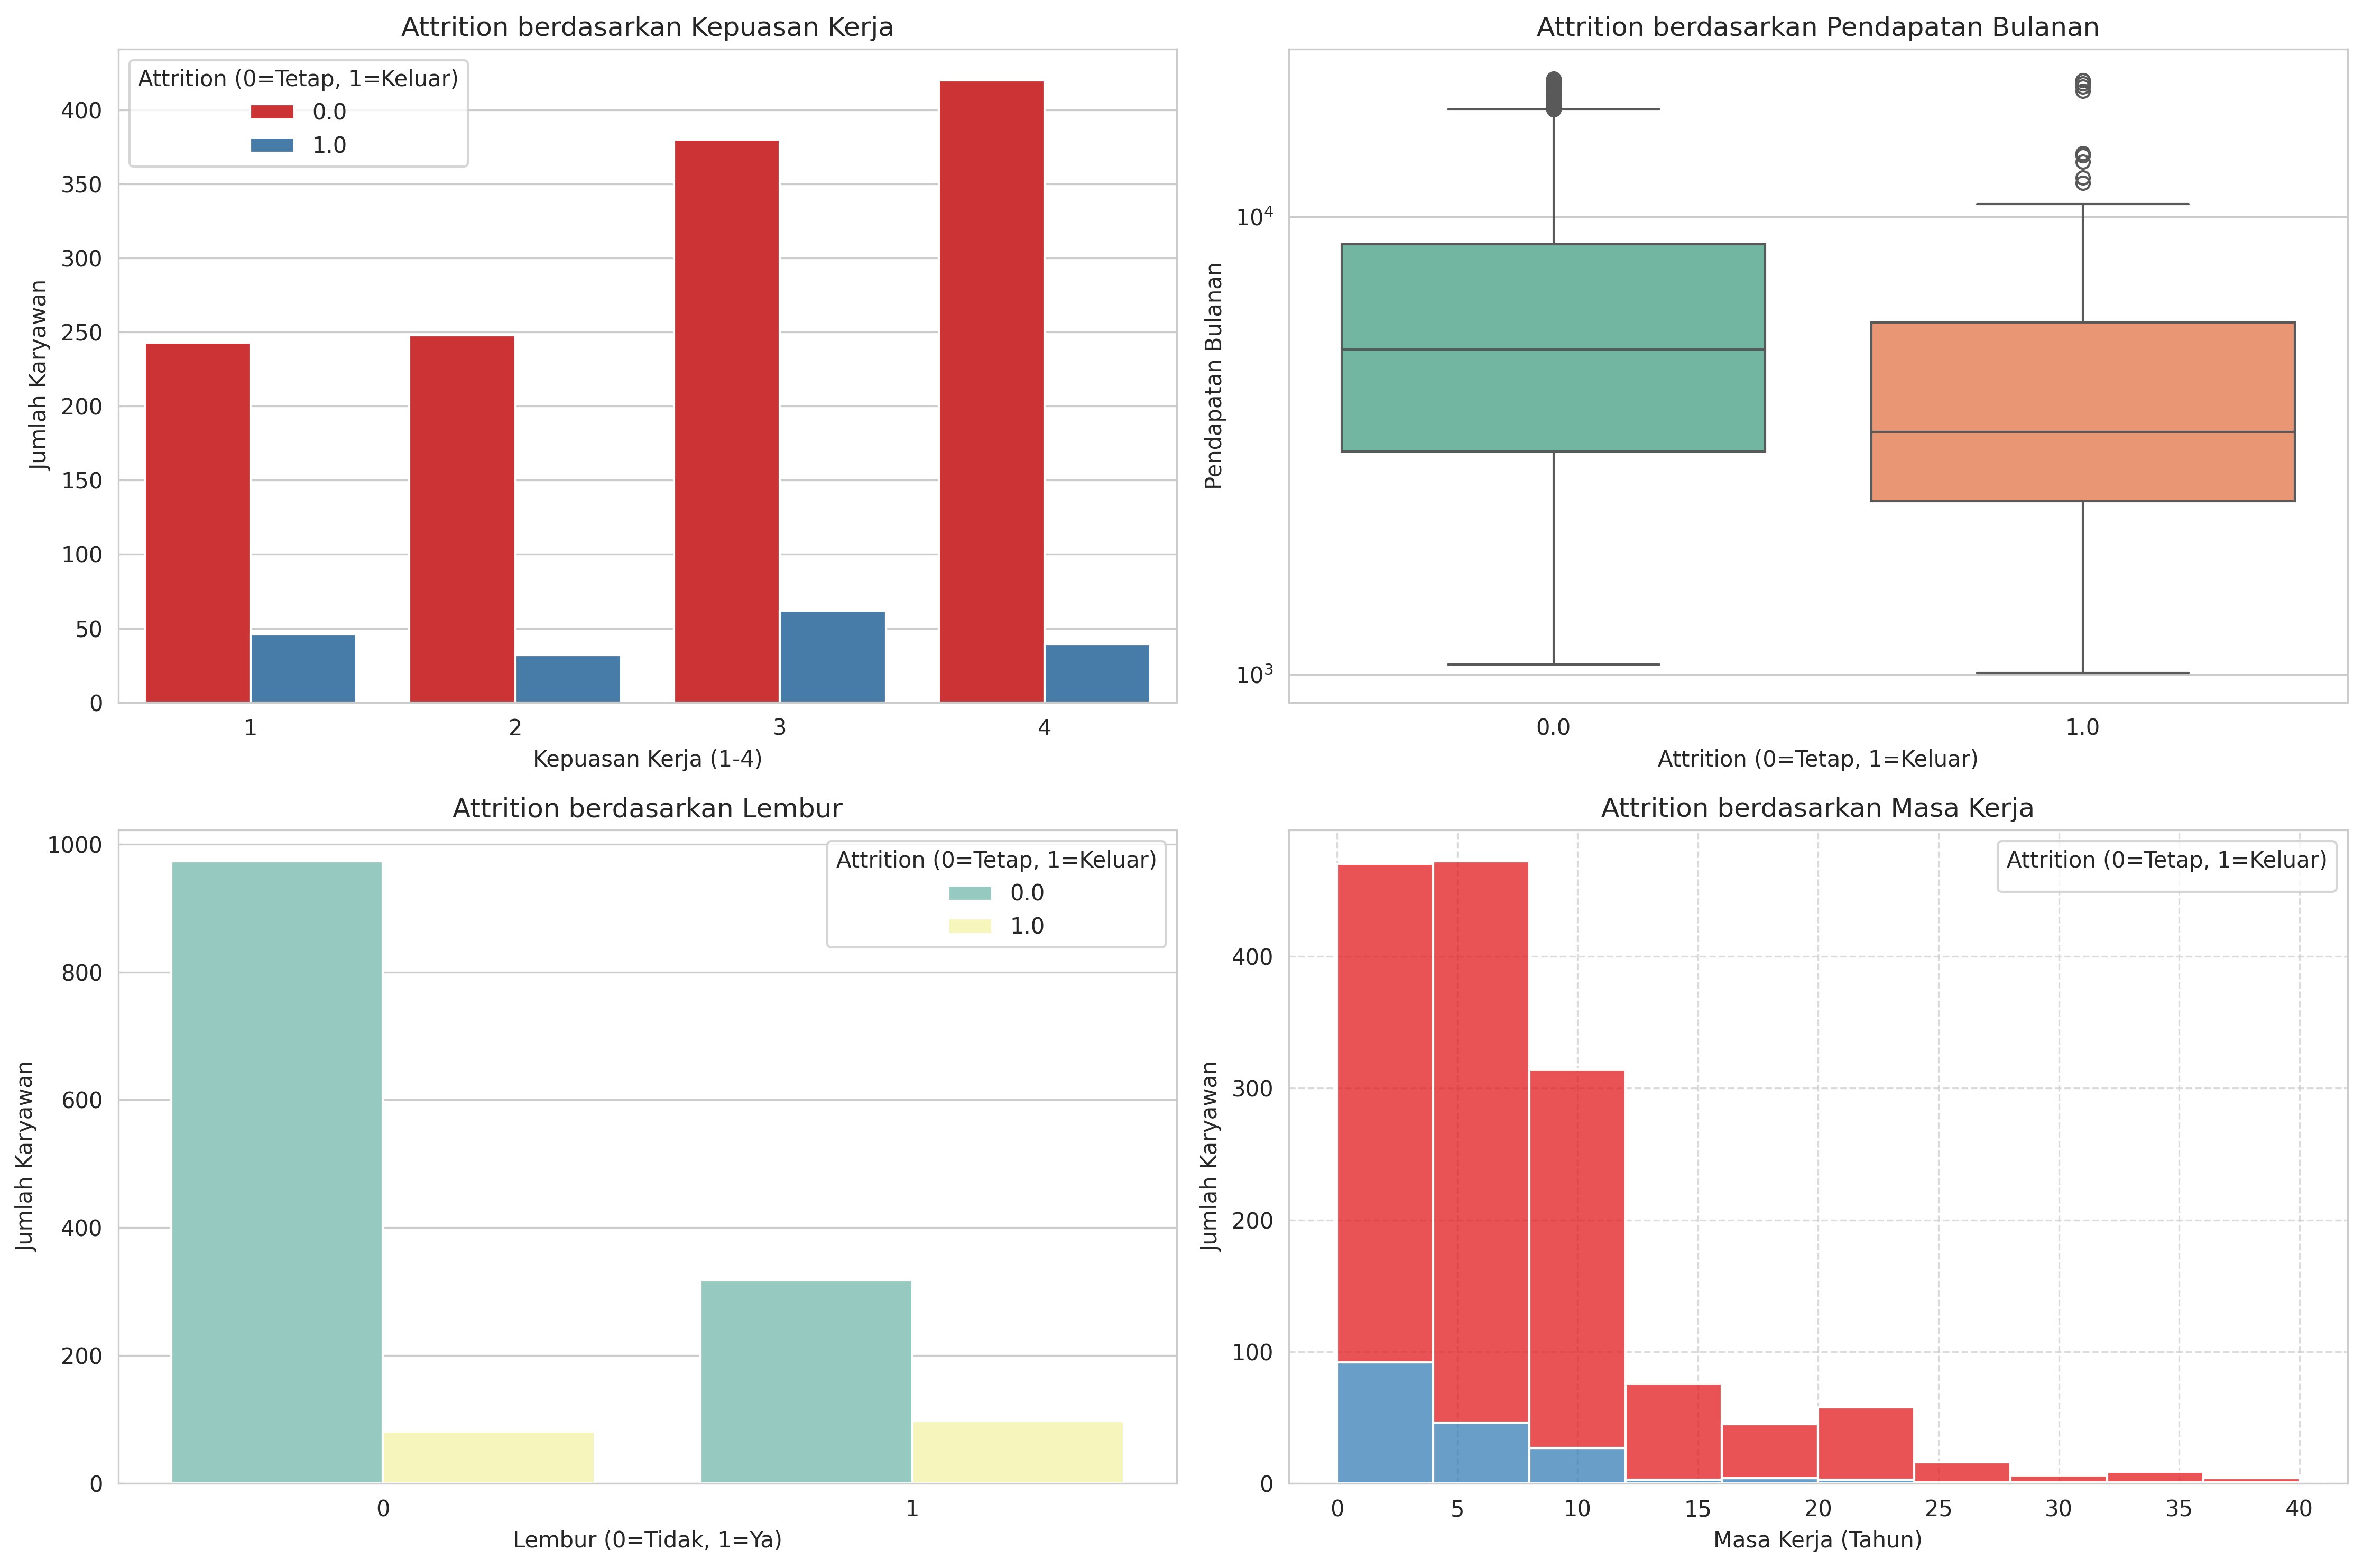 Attrition berdasarkan Kepuasan Kerja
Attrition (0=Tetap, 1=Keluar)
0.0
1.0
400
350
300
250
200
150
100
50
0
Jumlah Karyawan
1 2 3 4
Kepuasan Kerja (1-4)
Attrition berdasarkan Pendapatan Bulanan
10⁴
10³
Pendapatan Bulanan
0.0 1.0
Attrition (0=Tetap, 1=Keluar)
Attrition berdasarkan Lembur
Attrition (0=Tetap, 1=Keluar)
0.0
1.0
1000
800
600
400
200
0
Jumlah Karyawan
0 1
Lembur (0=Tidak, 1=Ya)
Attrition berdasarkan Masa Kerja
Attrition (0=Tetap, 1=Keluar)
400
300
200
100
0
Jumlah Karyawan
0 5 10 15 20 25 30 35 40
Masa Kerja (Tahun)